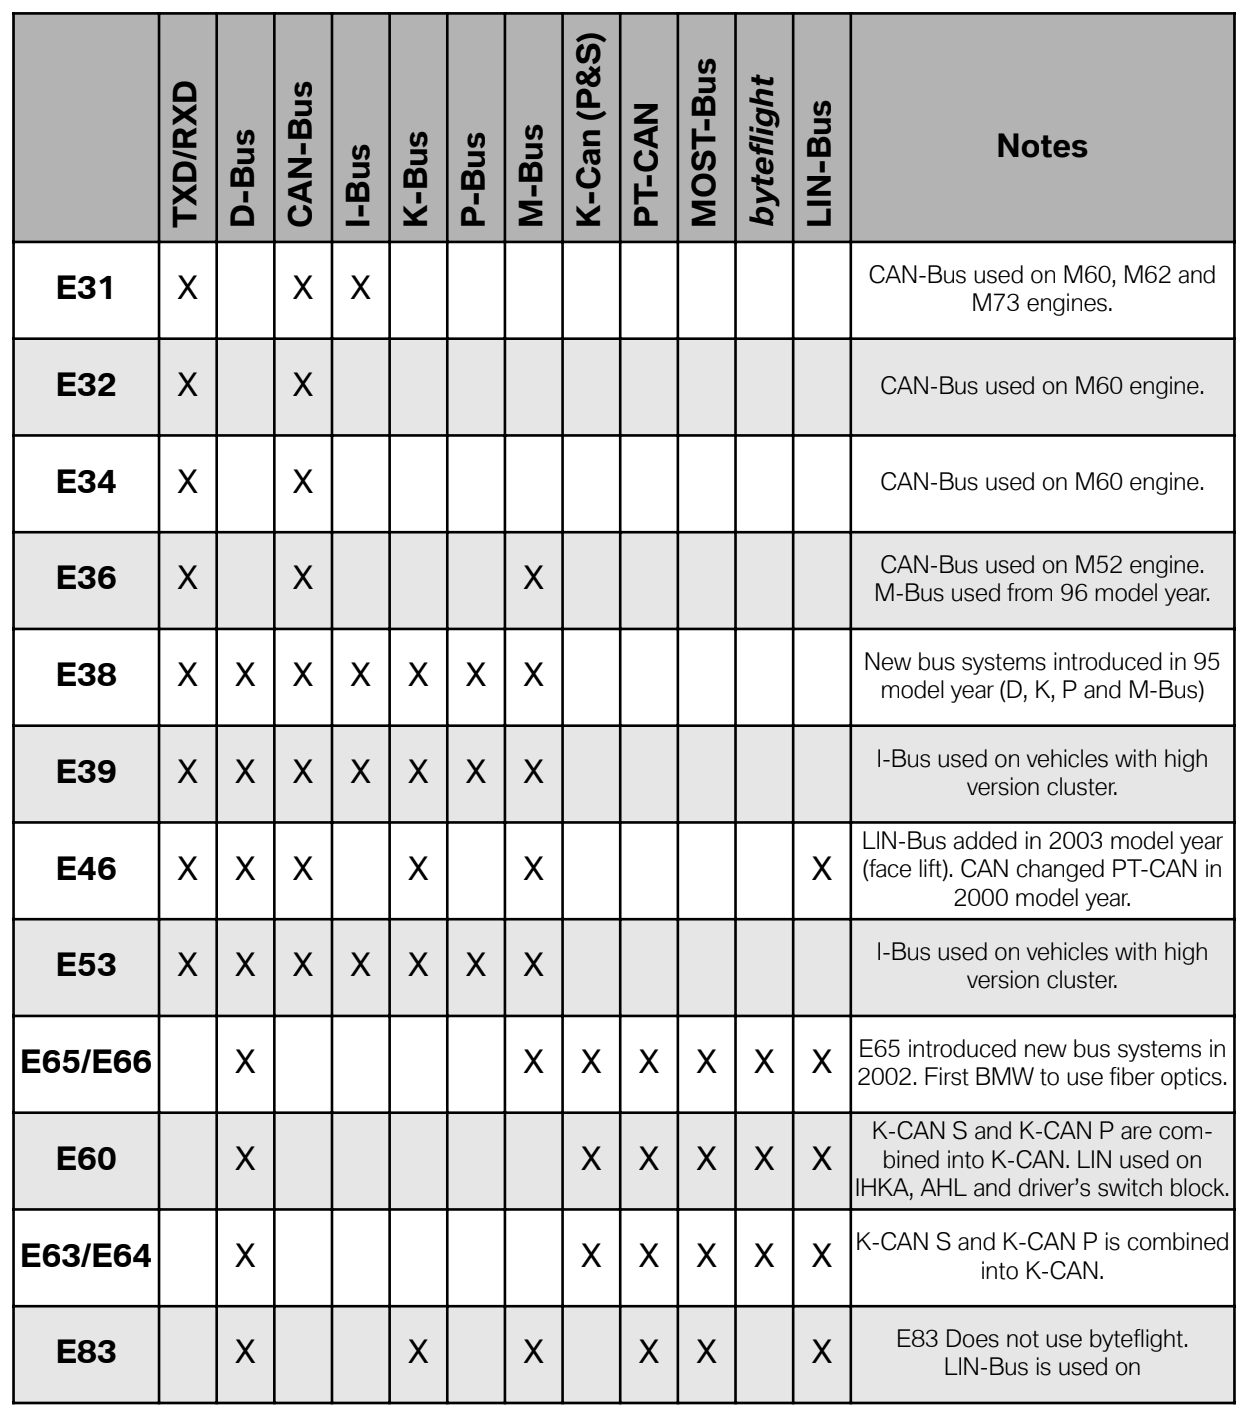 TXD/RXD D-Bus CAN-Bus I-Bus K-Bus P-Bus M-Bus K-Can (P&S) PT-CAN MOST-Bus byteflight LIN-Bus Notes
E31 X X X CAN-Bus used on M60, M62 and
M73 engines.
E32 X X CAN-Bus used on M60 engine.
E34 X X CAN-Bus used on M60 engine.
E36 X X X CAN-Bus used on M52 engine.
M-Bus used from 96 model year.
E38 X X X X X X X New bus systems introduced in 95
model year (D, K, P and M-Bus)
E39 X X X X X X X I-Bus used on vehicles with high
version cluster.
E46 X X X X X X LIN-Bus added in 2003 model year
(face lift). CAN changed PT-CAN in
2000 model year.
E53 X X X X X X X I-Bus used on vehicles with high
version cluster.
E65/E66 X X X X X X X E65 introduced new bus systems in
2002. First BMW to use fiber optics.
E60 X X X X X X K-CAN S and K-CAN P are com-
bined into K-CAN. LIN used on
IHKA, AHL and driver's switch block.
E63/E64 X X X X X X K-CAN S and K-CAN P is combined
into K-CAN.
E83 X X X X X X E83 Does not use byteflight.
LIN-Bus is used on